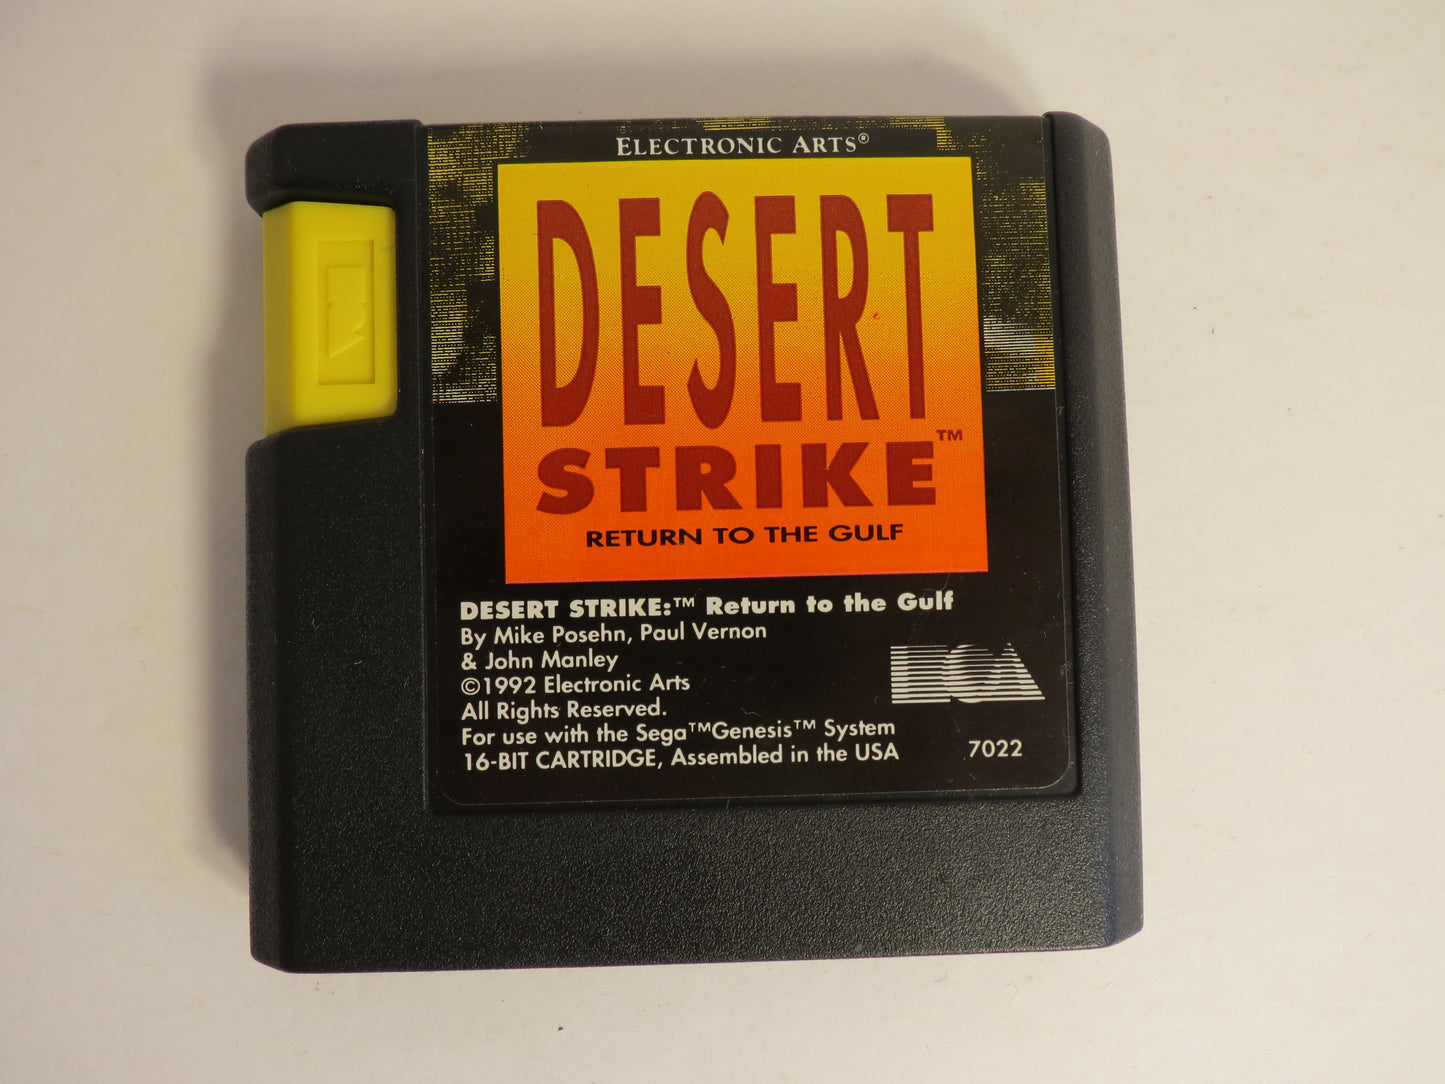 ELECTRONIC ARTS®
DESERT
STRIKE™
RETURN TO THE GULF
DESERT STRIKE:™ Return to the Gulf
By Mike Posehn, Paul Vernon
& John Manley
©1992 Electronic Arts
All Rights Reserved.
For use with the Sega™Genesis™ System
16-BIT CARTRIDGE, Assembled in the USA
EA
7022